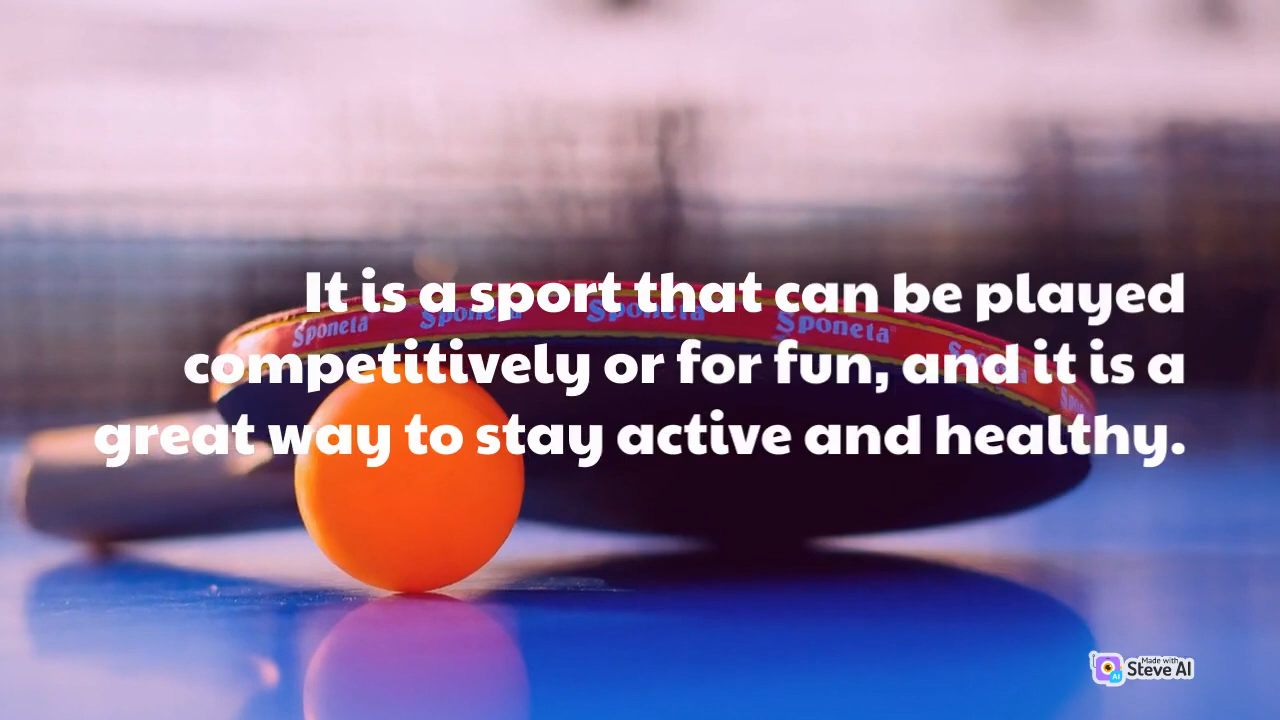 It is a sport that can be played
Sponeta Sponeta Sponeta Sponeta
competitively or for fun, and it is a
great way to stay active and healthy.
Made with
Steve AI
AI